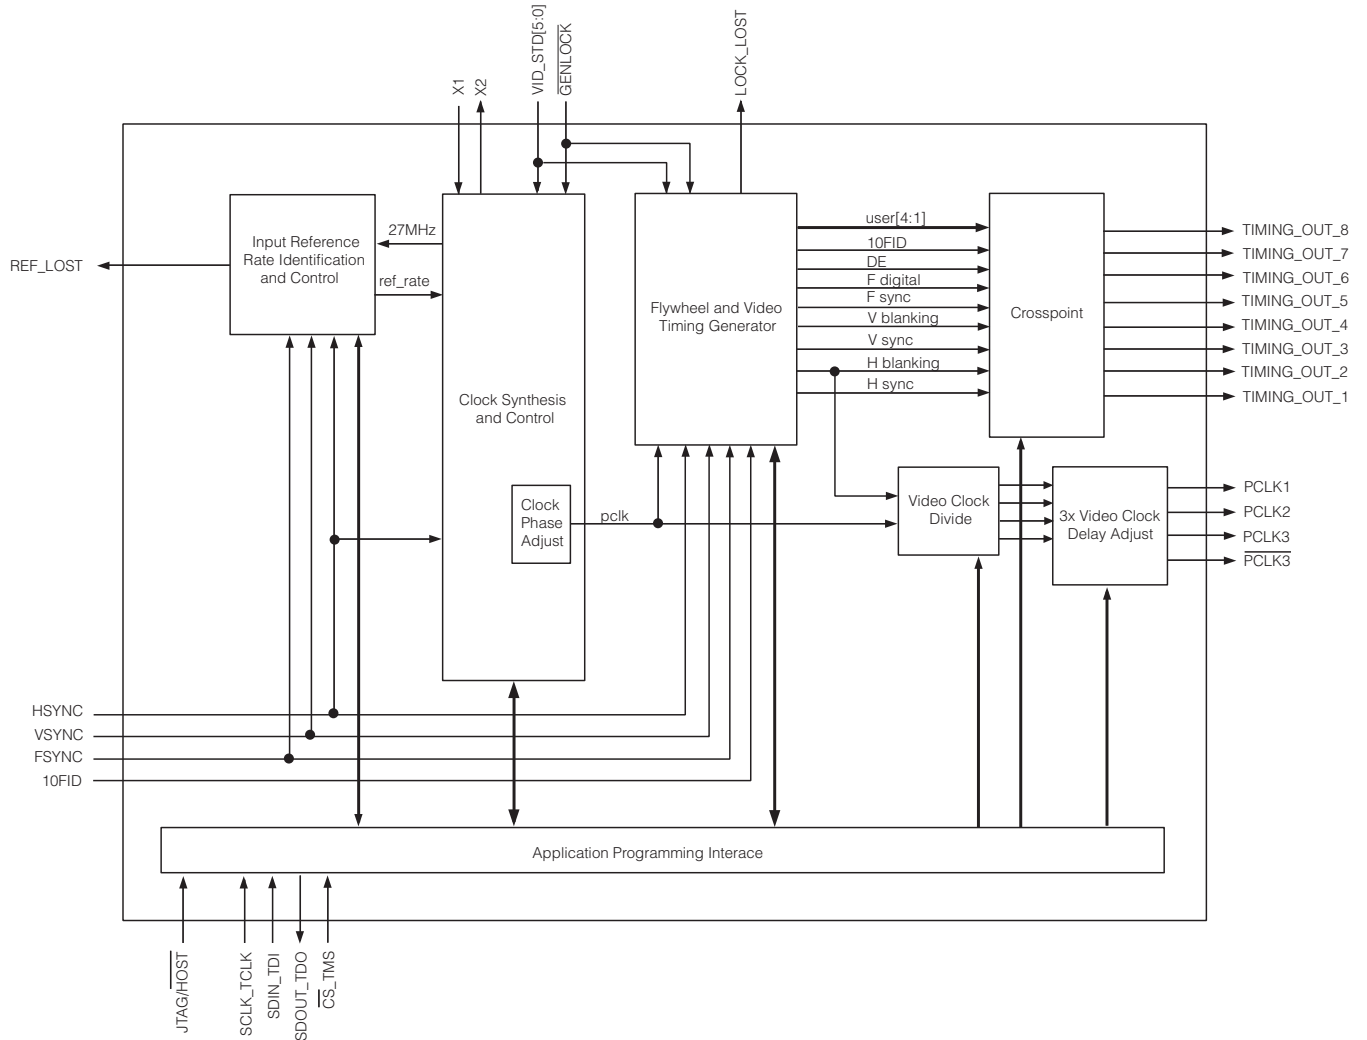 X1
X2
VID_STD[5:0]
GENLOCK
LOCK_LOST
REF_LOST
Input Reference
Rate Identification
and Control
27MHz
ref_rate
Clock Synthesis
and Control
Clock
Phase
Adjust
pclk
Flywheel and Video
Timing Generator
user[4:1]
10FID
DE
F digital
F sync
V blanking
V sync
H blanking
H sync
Crosspoint
TIMING_OUT_8
TIMING_OUT_7
TIMING_OUT_6
TIMING_OUT_5
TIMING_OUT_4
TIMING_OUT_3
TIMING_OUT_2
TIMING_OUT_1
Video Clock
Divide
3x Video Clock
Delay Adjust
PCLK1
PCLK2
PCLK3
PCLK3
HSYNC
VSYNC
FSYNC
10FID
Application Programming Interace
JTAG/HOST
SCLK_TCLK
SDIN_TDI
SDOUT_TDO
CS_TMS